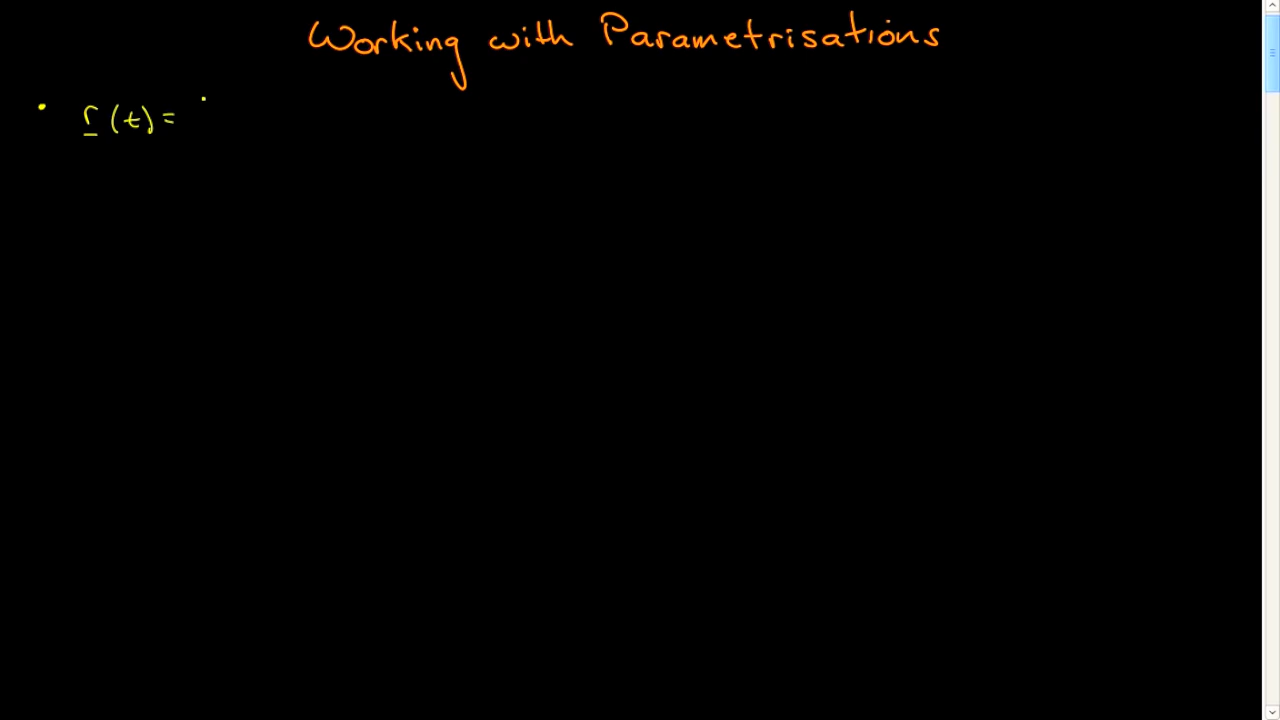 Working with Parametrisations
• r(t) =